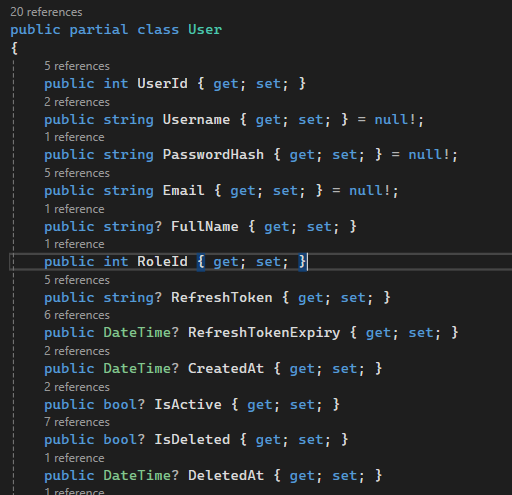 20 references
public partial class User
{
5 references
public int UserId { get; set; }
2 references
public string Username { get; set; } = null!;
1 reference
public string PasswordHash { get; set; } = null!;
5 references
public string Email { get; set; } = null!;
1 reference
public string? FullName { get; set; }
1 reference
public int RoleId { get; set; }
5 references
public string? RefreshToken { get; set; }
6 references
public DateTime? RefreshTokenExpiry { get; set; }
2 references
public DateTime? CreatedAt { get; set; }
2 references
public bool? IsActive { get; set; }
7 references
public bool? IsDeleted { get; set; }
1 reference
public DateTime? DeletedAt { get; set; }
1 reference